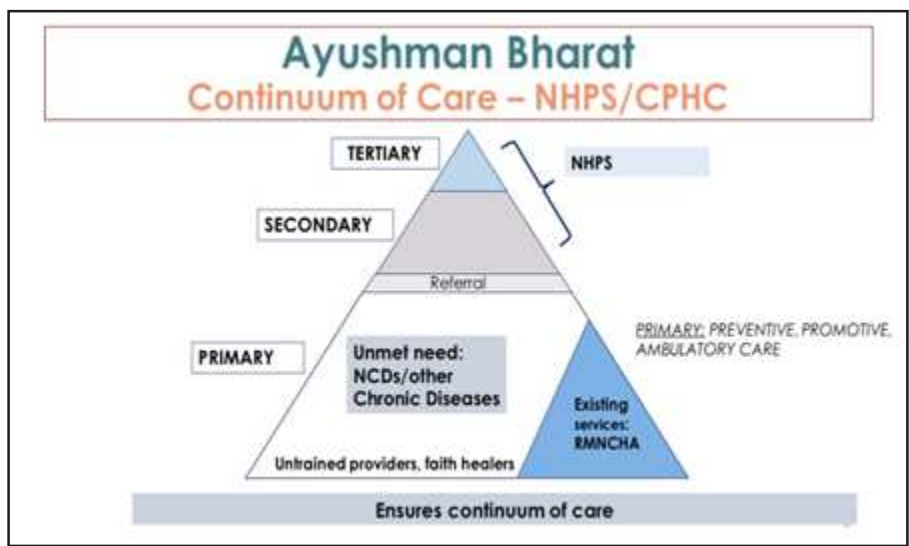 Ayushman Bharat
Continuum of Care – NHPS/CPHC
TERTIARY
NHPS
SECONDARY
Referral
PRIMARY: PREVENTIVE, PROMOTIVE,
AMBULATORY CARE
PRIMARY
Unmet need:
NCDs/other
Chronic Diseases
Existing
services:
RMNCHA
Untrained providers, faith healers
Ensures continuum of care